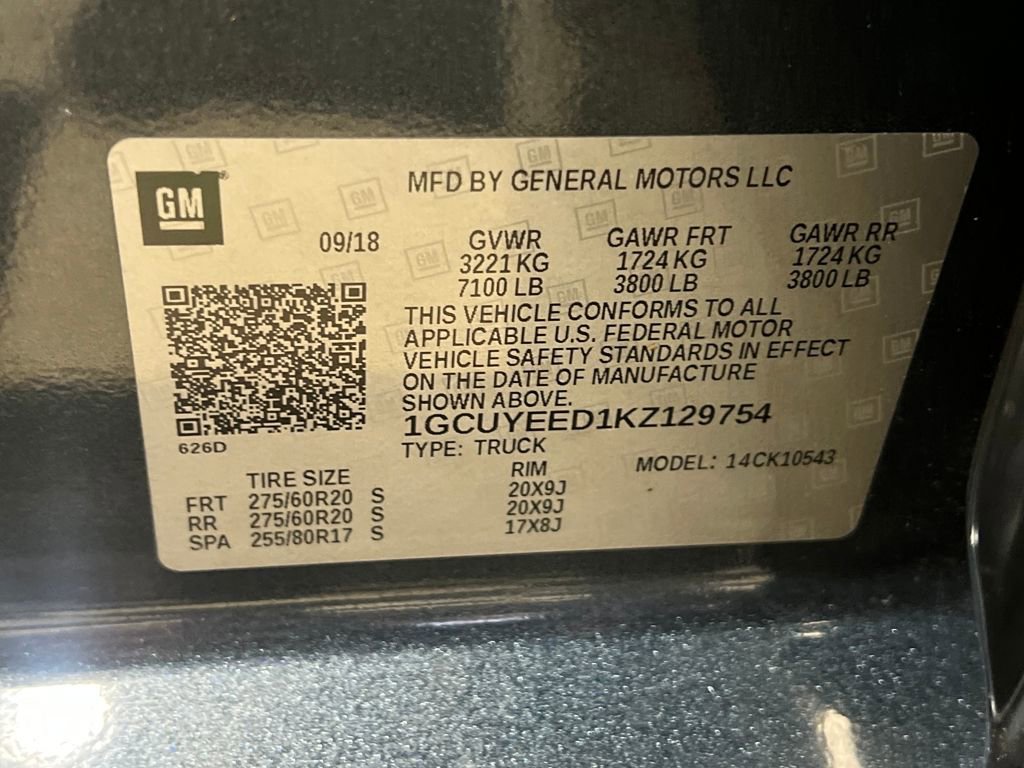 GM
MFD BY GENERAL MOTORS LLC
09/18
GVWR GAWR FRT GAWR RR
3221 KG 1724 KG 1724 KG
7100 LB 3800 LB 3800 LB
THIS VEHICLE CONFORMS TO ALL
APPLICABLE U.S. FEDERAL MOTOR
VEHICLE SAFETY STANDARDS IN EFFECT
ON THE DATE OF MANUFACTURE
SHOWN ABOVE.
1GCUYEED1KZ129754
626D
TYPE: TRUCK
MODEL: 14CK10543
TIRE SIZE RIM
FRT 275/60R20 S 20X9J
RR 275/60R20 S 20X9J
SPA 255/80R17 S 17X8J